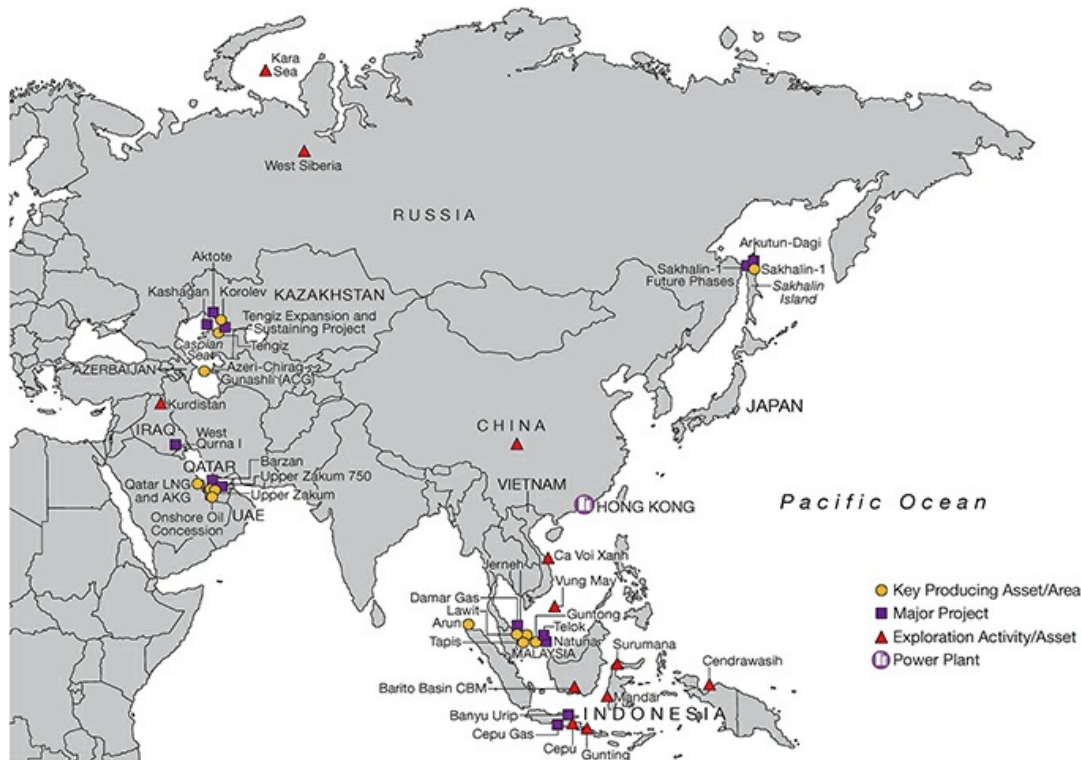 Kara
Sea
West Siberia
RUSSIA
Arkutun-Dagi
Aktote
Sakhalin-1
Future Phases
Sakhalin-1
Sakhalin
Island
Kashagan
Korolev
KAZAKHSTAN
Tengiz Expansion and
Sustaining Project
Caspian
Sea
Tengiz
AZERBAIJAN
Azeri-Chirag-
Gunashli (ACG)
Kurdistan
JAPAN
IRAQ
West
Qurna I
CHINA
QATAR
Barzan
Qatar LNG
and AKG
Upper Zakum 750
VIETNAM
Upper Zakum
HONG KONG
Pacific Ocean
Onshore Oil
Concession
UAE
Ca Voi Xanh
Jerneh
Vung May
Damar Gas
Key Producing Asset/Area
Lawit
Guntong
Major Project
Arun
Telok
Exploration Activity/Asset
Tapis
Natuna
MALAYSIA
Surumana
Power Plant
Cendrawasih
Barito Basin CBM
Mandar
Banyu Urip
INDONESIA
Cepu Gas
Cepu
Gunting